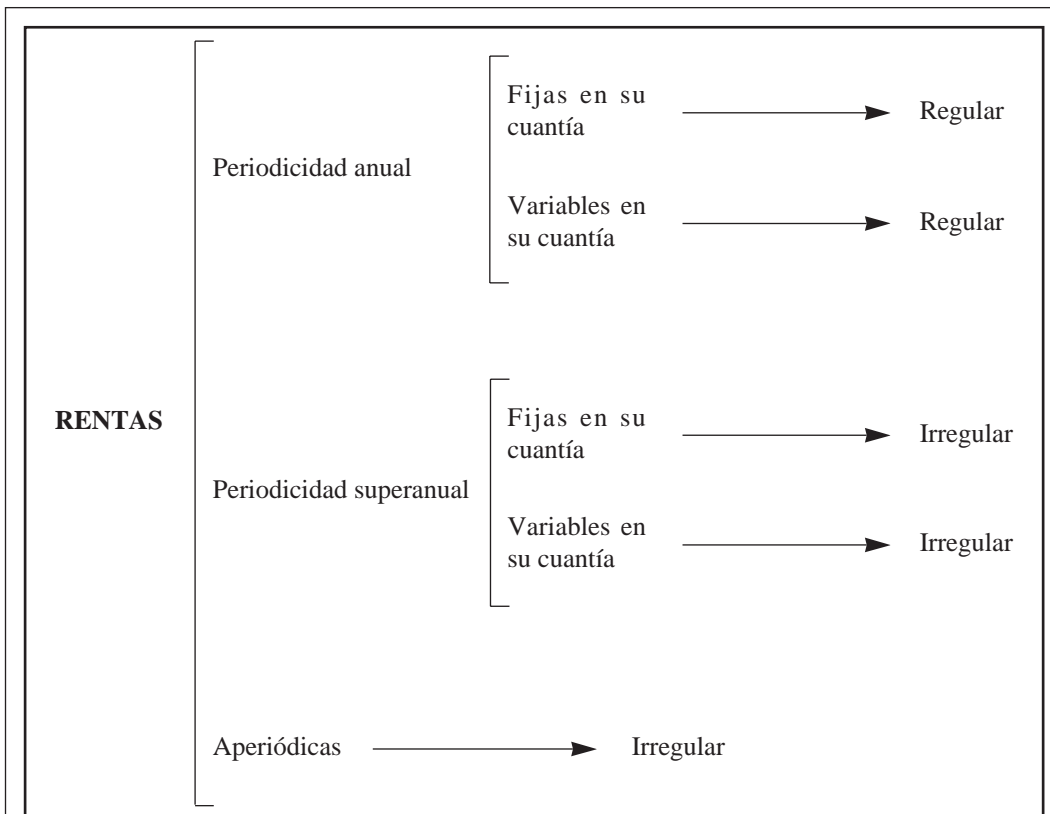 Fijas en su
cuantía
Regular
Periodicidad anual
Variables en
su cuantía
Regular
RENTAS
Fijas en su
cuantía
Irregular
Periodicidad superanual
Variables en
su cuantía
Irregular
Aperiódicas
Irregular